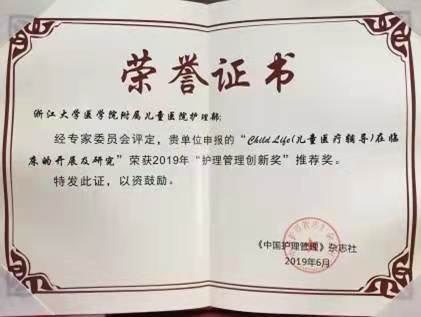 荣誉证书
浙江大学医学院附属儿童医院护理部:
经专家委员会评定，贵单位申报的“Child Life(儿童医疗辅导)在临
床的开展及研究”荣获2019年“护理管理创新奖”推荐奖。
特发此证，以资鼓励。
《中国护理管理》杂志社
2019年6月